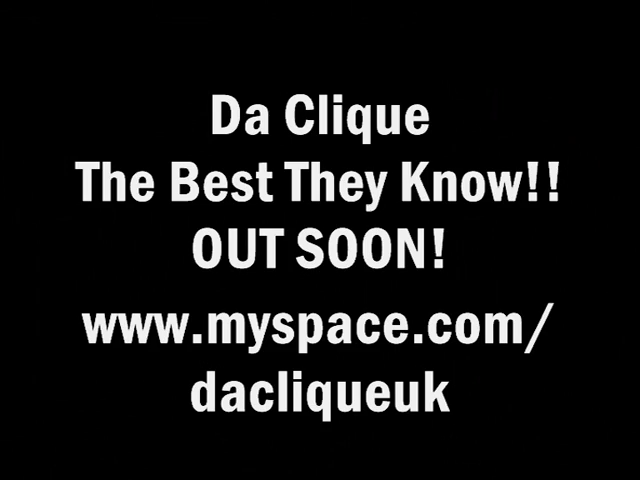 Da Clique
The Best They Know!!
OUT SOON!
www.myspace.com/
dacliqueuk